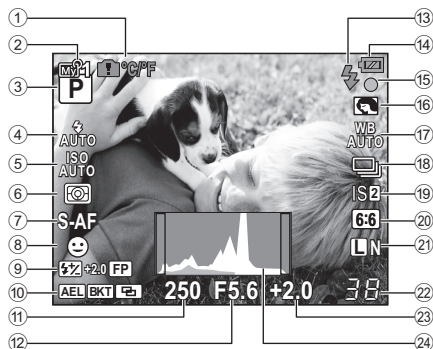 ① ② ③ ④ ⑤ ⑥ ⑦ ⑧ ⑨ ⑩ ⑪ ⑫
My1 °C/°F
P
AUTO
ISO
AUTO
S-AF
+2.0 FP
AEL BKT
250 F5.6 +2.0
WB
AUTO
IS 2
6:6
L N
38
⑬ ⑭ ⑮ ⑯ ⑰ ⑱ ⑲ ⑳ ㉑ ㉒ ㉓ ㉔